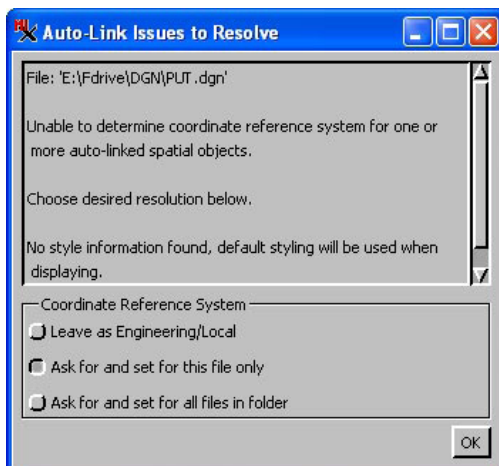 Auto-Link Issues to Resolve
File: 'E:\Fdrive\DGN\PUT.dgn'
Unable to determine coordinate reference system for one or
more auto-linked spatial objects.
Choose desired resolution below.
No style information found, default styling will be used when
displaying.
Coordinate Reference System
Leave as Engineering/Local
Ask for and set for this file only
Ask for and set for all files in folder
OK